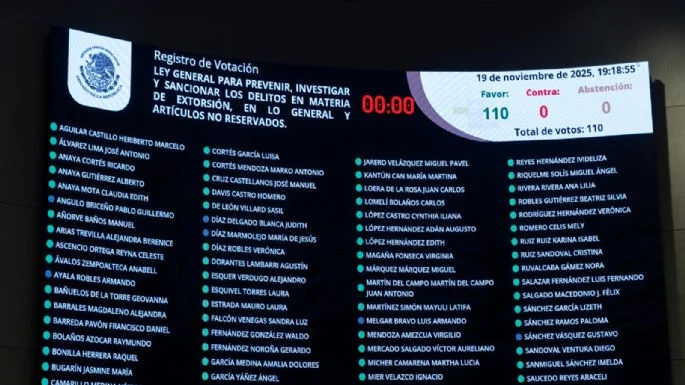 Registro de Votación
LEY GENERAL PARA PREVENIR, INVESTIGAR
Y SANCIONAR LOS DELITOS EN MATERIA
DE EXTORSIÓN, EN LO GENERAL Y
ARTÍCULOS NO RESERVADOS.
00:00
19 de noviembre de 2025, 19:18:55
Favor: Contra: Abstención:
110 0 0
Total de votos: 110
AGUILAR CASTILLO HERIBERTO MARCELO
ÁLVAREZ LIMA JOSÉ ANTONIO
ANAYA CORTÉS RICARDO
ANAYA GUTIÉRREZ ALBERTO
ANAYA MOTA CLAUDIA EDITH
ANGULO BRICEÑO PABLO GUILLERMO
AÑORVE BAÑOS MANUEL
ARIAS TREVILLA ALEJANDRA BERENICE
ASCENCIO ORTEGA REYNA CELESTE
ÁVALOS ZEMPOALTECA ANABELL
AYALA ROBLES ARMANDO
BAÑUELOS DE LA TORRE GEOVANNA
BARRALES MAGDALENO ALEJANDRA
BARREDA PAVÓN FRANCISCO DANIEL
BOLAÑOS AZOCAR RAYMUNDO
BONILLA HERRERA RAQUEL
BUGARÍN JASMINE MARÍA
CAMARILLO MEDINA
CORTÉS GARCÍA LUISA
CORTÉS MENDOZA MARKO ANTONIO
CRUZ CASTELLANOS JOSÉ MANUEL
DAVIS CASTRO HOMERO
DE LEÓN VILLARD SASIL
DÍAZ DELGADO BLANCA JUDITH
DÍAZ MARMOLEJO MARÍA DE JESÚS
DÍAZ ROBLES VERÓNICA
DORANTES LAMBARRI AGUSTÍN
ESQUER VERDUGO ALEJANDRO
ESQUIVEL TORRES LAURA
ESTRADA MAURO LAURA
FALCÓN VENEGAS SANDRA LUZ
FERNÁNDEZ GONZÁLEZ WALDO
FERNÁNDEZ NOROÑA GERARDO
GARCÍA MEDINA AMALIA DOLORES
GARCÍA YÁÑEZ ÁNGEL
JARERO VELÁZQUEZ MIGUEL PAVEL
KANTÚN CAN MARÍA MARTINA
LOERA DE LA ROSA JUAN CARLOS
LOMELÍ BOLAÑOS CARLOS
LÓPEZ CASTRO CYNTHIA ILIANA
LÓPEZ HERNÁNDEZ ADÁN AUGUSTO
LÓPEZ HERNÁNDEZ EDITH
MAGAÑA FONSECA VIRGINIA
MÁRQUEZ MÁRQUEZ MIGUEL
MARTÍN DEL CAMPO MARTÍN DEL CAMPO
JUAN ANTONIO
MARTÍNEZ SIMÓN MAYULI LATIFA
MELGAR BRAVO LUIS ARMANDO
MENDOZA AMEZCUA VIRGILIO
MERCADO SALGADO VÍCTOR AURELIANO
MICHER CAMARENA MARTHA LUCIA
MIER VELAZCO IGNACIO
REYES HERNÁNDEZ IVIDELIZA
RIQUELME SOLÍS MIGUEL ÁNGEL
RIVERA RIVERA ANA LILIA
ROBLES GUTIÉRREZ BEATRIZ SILVIA
RODRÍGUEZ HERNÁNDEZ VERÓNICA
ROMERO CELIS MELY
RUIZ RUIZ KARINA ISABEL
RUIZ SANDOVAL CRISTINA
RUVALCABA GÁMEZ NORA
SALAZAR FERNÁNDEZ LUIS FERNANDO
SALGADO MACEDONIO J. FÉLIX
SÁNCHEZ GARCÍA LIZETH
SÁNCHEZ RAMOS PALOMA
SÁNCHEZ VÁSQUEZ GUSTAVO
SANDOVAL VENTURA DIEGO
SANMIGUEL SÁNCHEZ IMELDA
SAUCEDO REYES ARACELI